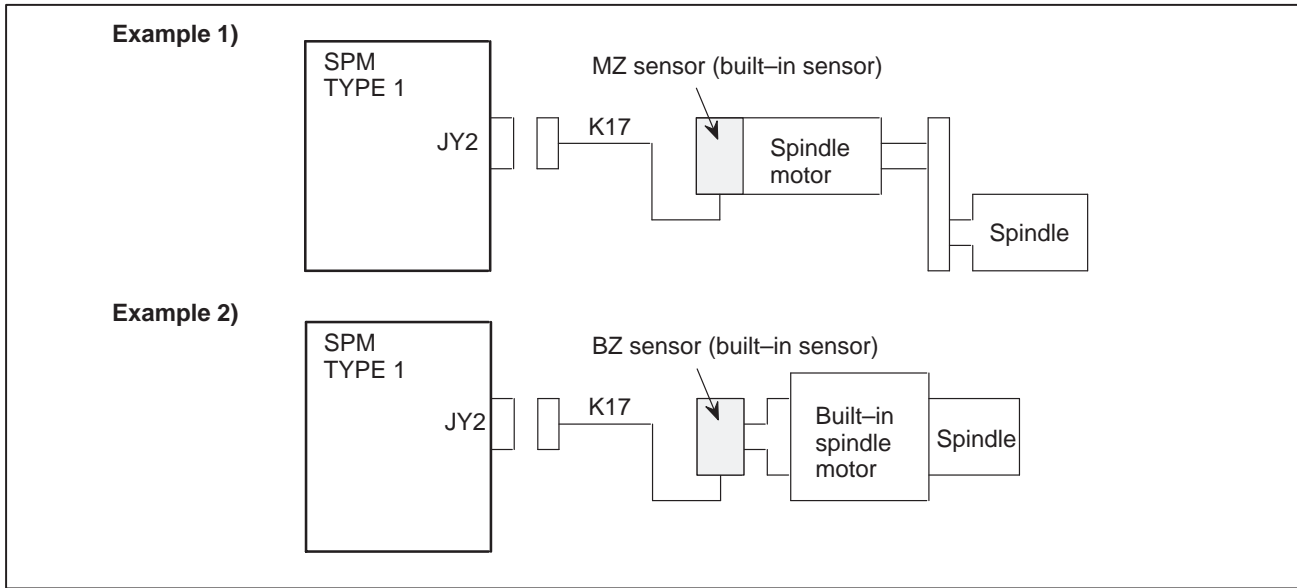 Example 1)
SPM
TYPE 1
JY2
K17
MZ sensor (built–in sensor)
Spindle
motor
Spindle
Example 2)
SPM
TYPE 1
JY2
K17
BZ sensor (built–in sensor)
Built–in
spindle
motor
Spindle